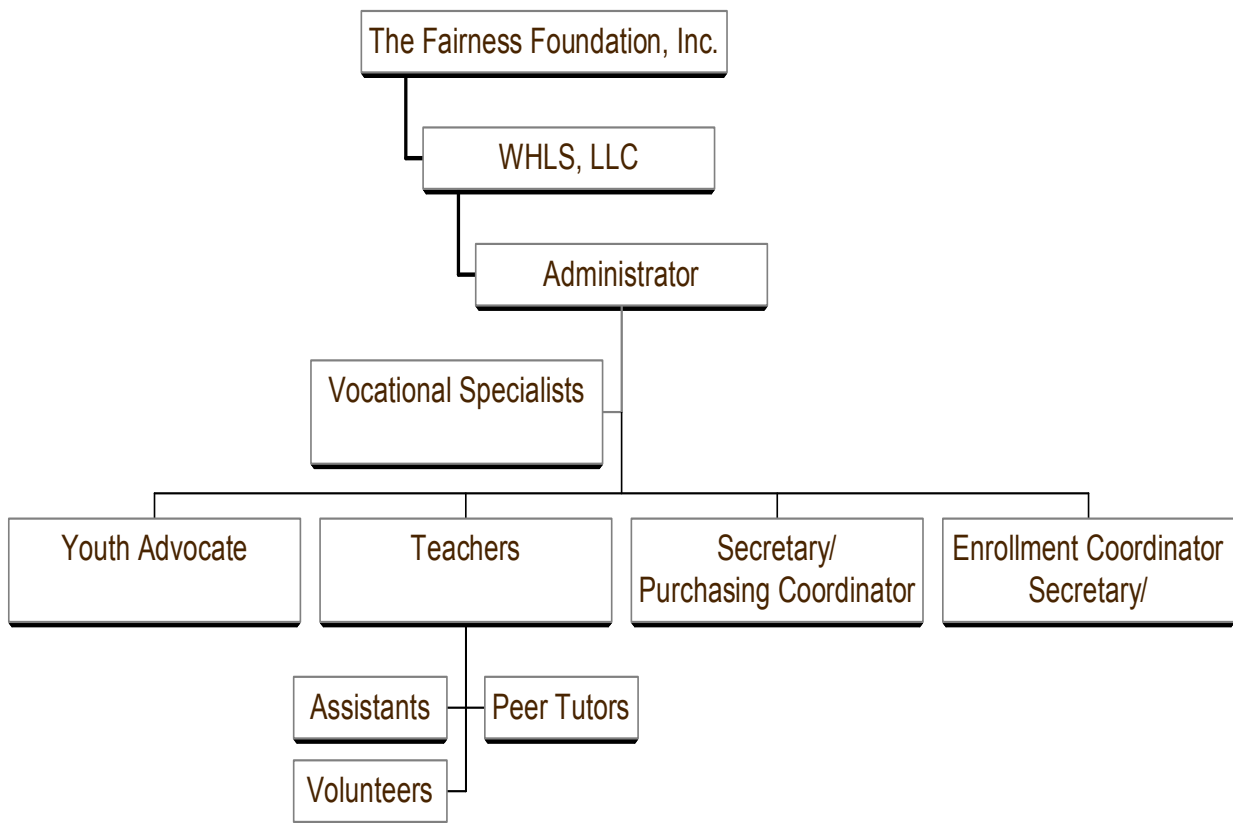 The Fairness Foundation, Inc.
WHLS, LLC
Administrator
Vocational Specialists
Youth Advocate
Teachers
Secretary/
Purchasing Coordinator
Enrollment Coordinator
Secretary/
Assistants
Peer Tutors
Volunteers